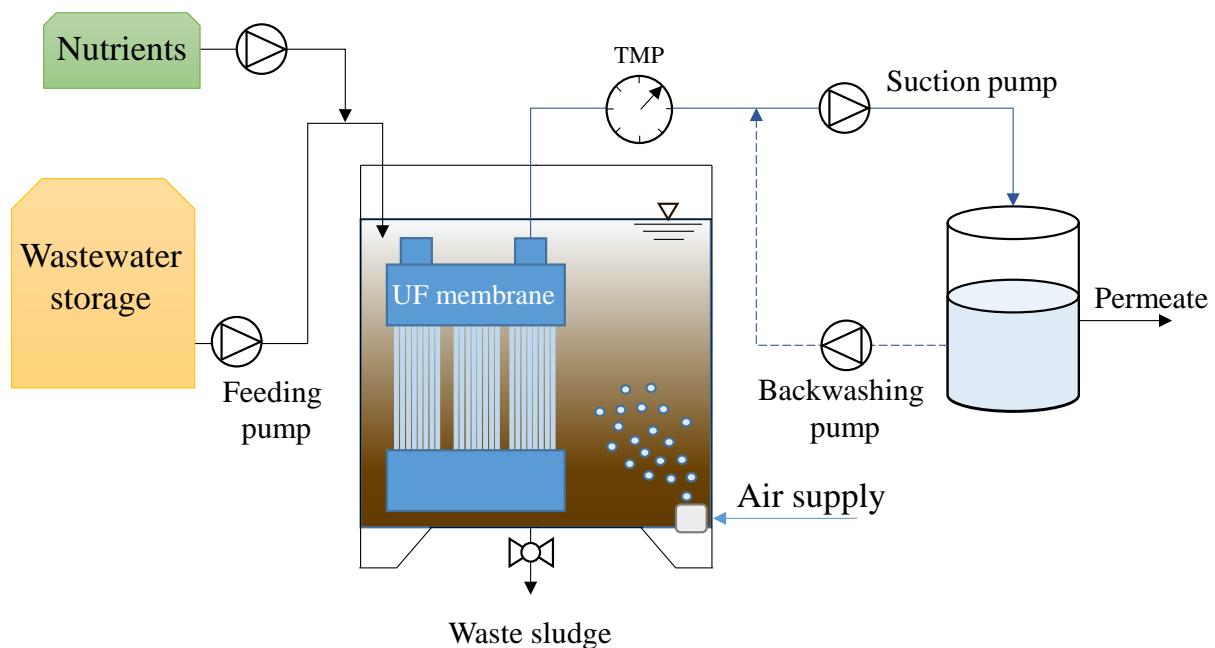 Nutrients
TMP
Suction pump
Wastewater
storage
UF membrane
Permeate
Feeding
pump
Backwashing
pump
Air supply
Waste sludge